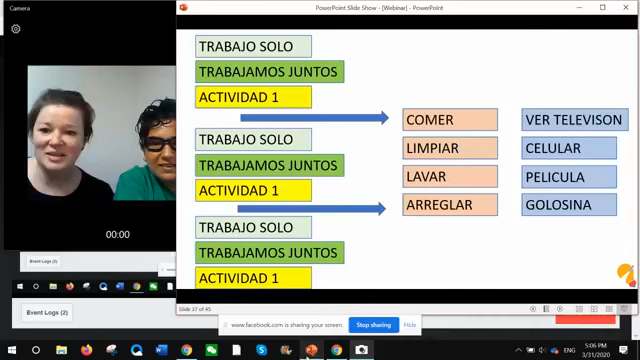 Camera
PowerPoint Slide Show - [Webinar] - PowerPoint
TRABAJO SOLO
TRABAJAMOS JUNTOS
ACTIVIDAD 1
COMER
VER TELEVISON
TRABAJO SOLO
LIMPIAR
CELULAR
TRABAJAMOS JUNTOS
LAVAR
PELICULA
ACTIVIDAD 1
ARREGLAR
GOLOSINA
TRABAJO SOLO
TRABAJAMOS JUNTOS
ACTIVIDAD 1
00:00
Event Logs (2)
Slide 37 of 45
Event Logs (2)
www.facebook.com is sharing your screen.
Stop sharing
Hide
ENG
5:06 PM
3/31/2020